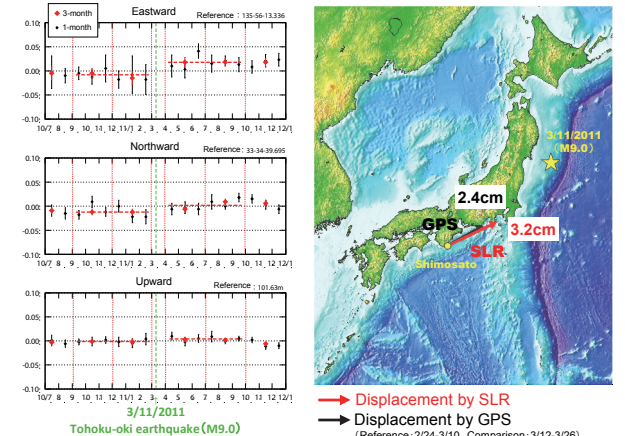 Eastward
Reference : 135-56-13.336
3-month
1-month
0.10
0.05
0.00
-0.05
-0.10
10/7 8 9 10 11 12 1 2 3 4 5 6 7 8 9 10 11 12 12/1
Northward
Reference : 33-34-39.695
0.10
0.05
0.00
-0.05
-0.10
10/7 8 9 10 11 12 1 2 3 4 5 6 7 8 9 10 11 12 12/1
Upward
Reference : 101.63m
0.10
0.05
0.00
-0.05
-0.10
10/7 8 9 10 11 12 1 2 3 4 5 6 7 8 9 10 11 12 12/1
3/11/2011
Tohoku-oki earthquake(M9.0)
3/11/2011
(M9.0)
2.4cm
GPS
3.2cm
SLR
Shimosato
Displacement by SLR
Displacement by GPS
(Reference: 2/24-3/10, Comparison: 3/12-3/26)